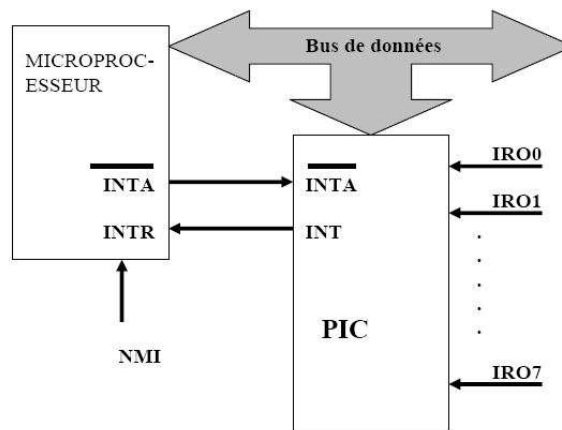 Bus de données
MICROPROC-
ESSEUR
INTA
INTA
INTR
INT
NMI
PIC
IRO0
IRO1
.
.
.
.
.
IRO7